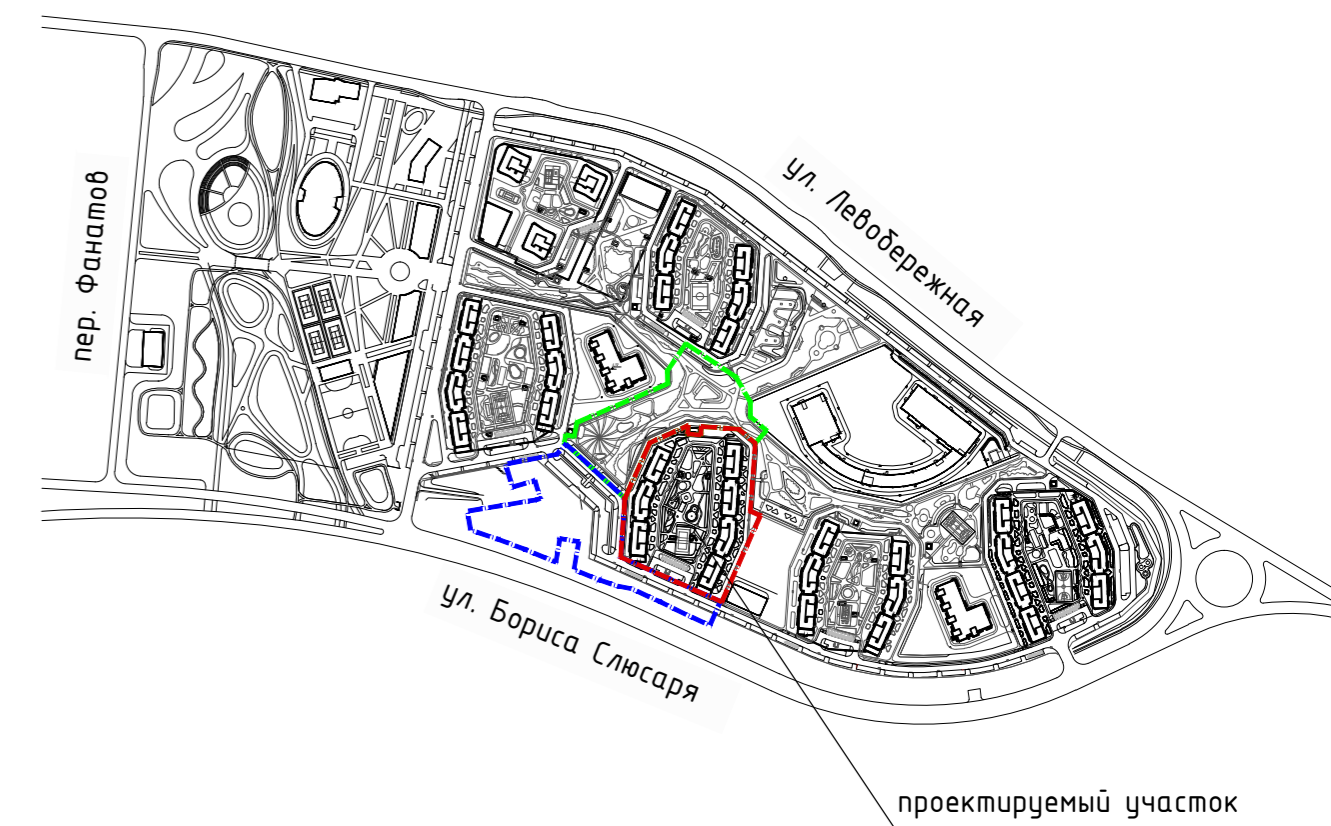 ул. Левобережная
пер. Фанатов
ул. Бориса Слюсаря
проектируемый участок